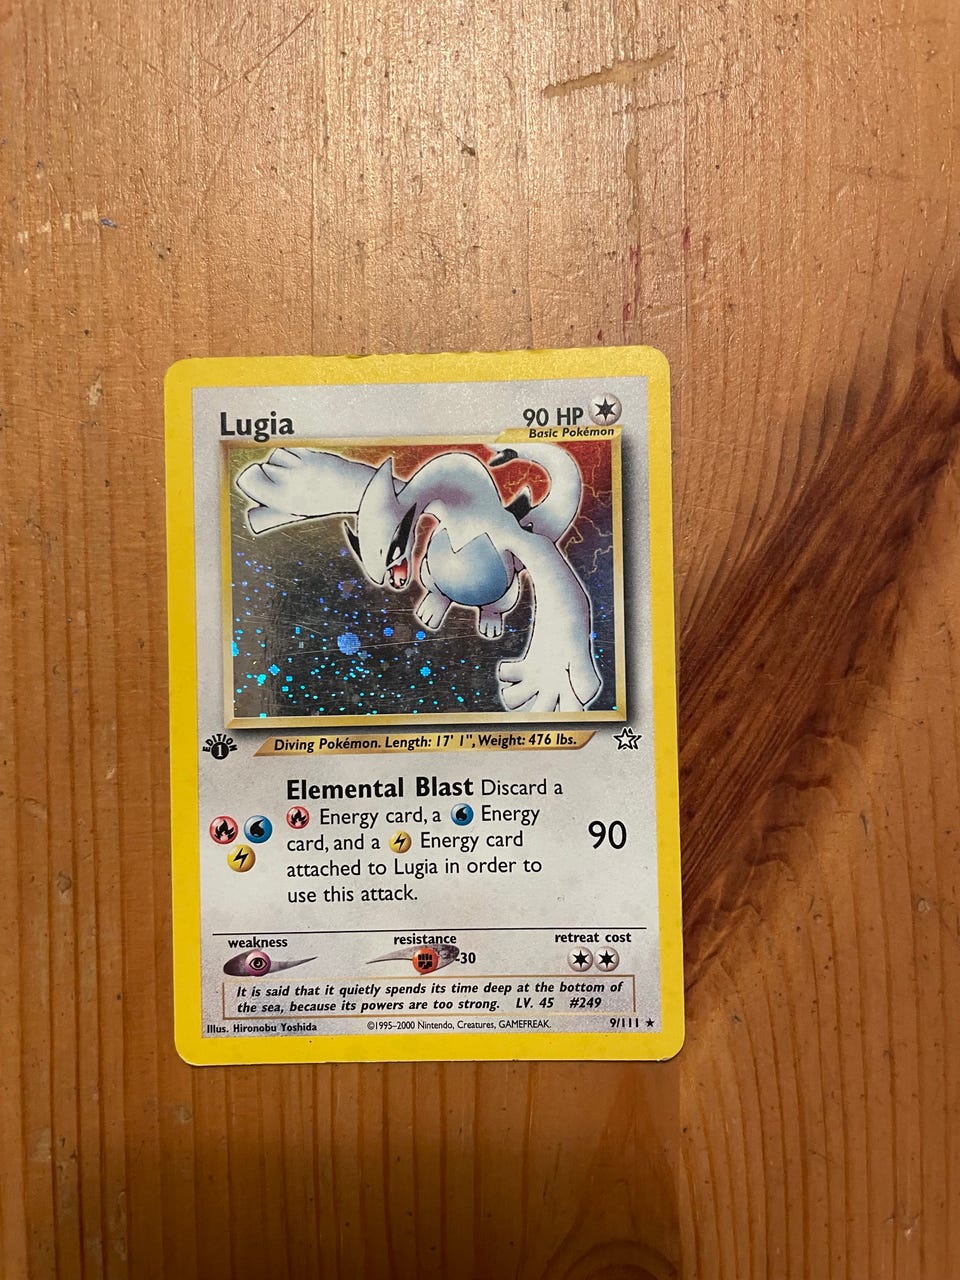 Lugia
90 HP
Basic Pokémon
EDITION
1
Diving Pokémon. Length: 17' 1", Weight: 476 lbs.
Elemental Blast Discard a
Energy card, a Energy
card, and a Energy card
attached to Lugia in order to
use this attack.
90
weakness
resistance
retreat cost
-30
It is said that it quietly spends its time deep at the bottom of
the sea, because its powers are too strong. LV. 45 #249
Illus. Hironobu Yoshida
©1995–2000 Nintendo, Creatures, GAMEFREAK.
9/111 ★